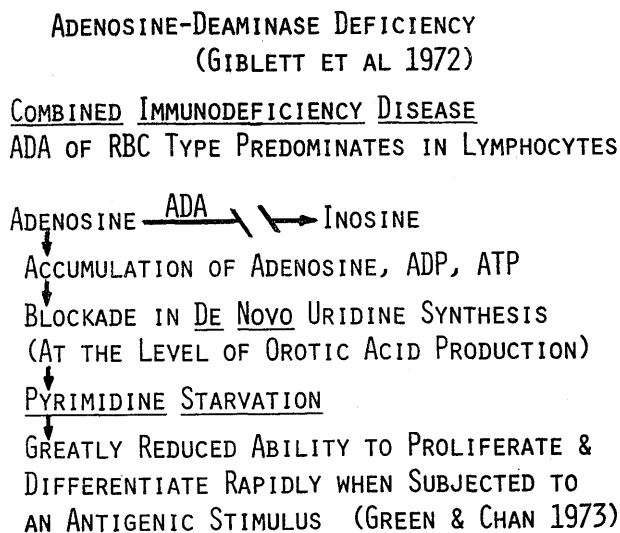 ADENOSINE-DEAMINASE DEFICIENCY
(GIBLETT ET AL 1972)
COMBINED IMMUNODEFICIENCY DISEASE
ADA OF RBC TYPE PREDOMINATES IN LYMPHOCYTES
ADENOSINE ADA INOSINE
ACCUMULATION OF ADENOSINE, ADP, ATP
BLOCKADE IN DE NOVO URIDINE SYNTHESIS
(AT THE LEVEL OF OROTIC ACID PRODUCTION)
PYRIMIDINE STARVATION
GREATLY REDUCED ABILITY TO PROLIFERATE &
DIFFERENTIATE RAPIDLY WHEN SUBJECTED TO
AN ANTIGENIC STIMULUS (GREEN & CHAN 1973)